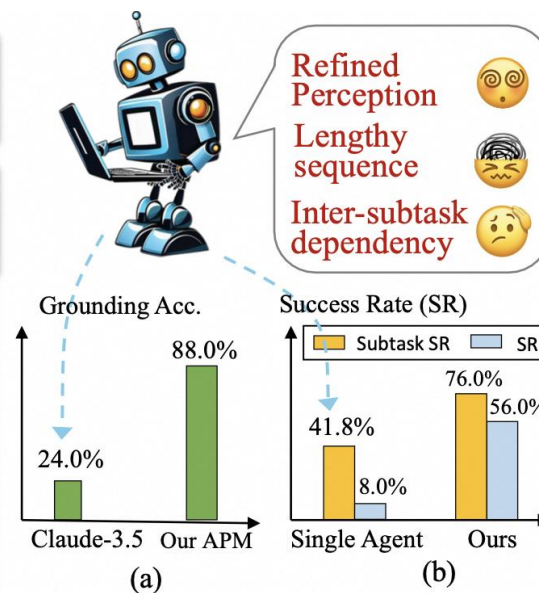 Refined
Perception
Lengthy
sequence
Inter-subtask
dependency
Grounding Acc.
88.0%
24.0%
Claude-3.5 Our APM
(a)
Success Rate (SR)
Subtask SR SR
76.0%
56.0%
41.8%
8.0%
Single Agent Ours
(b)